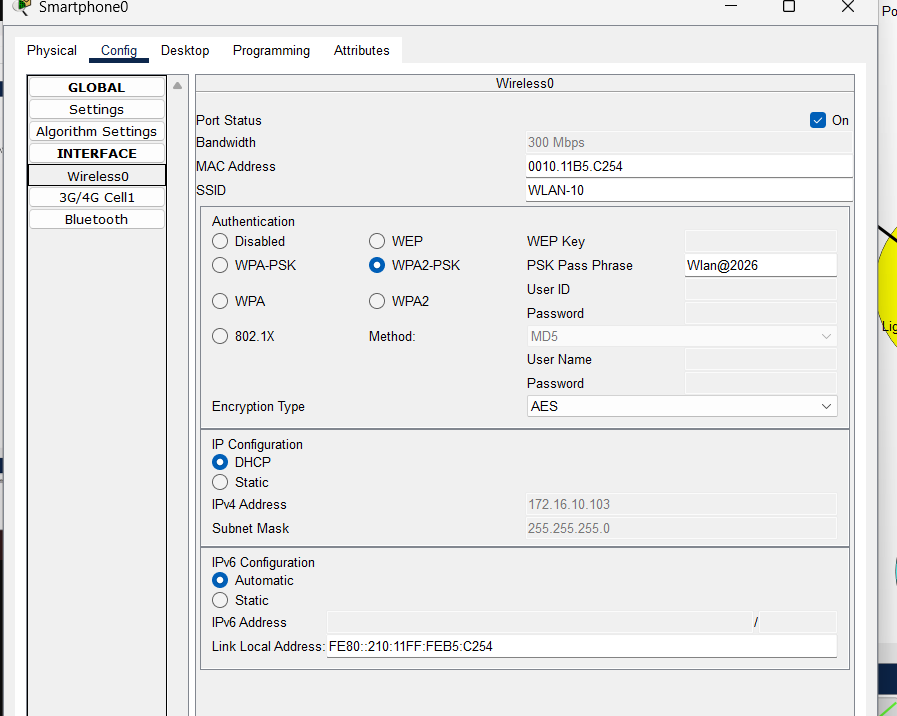 Smartphone0
Po
Physical Config Desktop Programming Attributes
GLOBAL
Settings
Algorithm Settings
INTERFACE
Wireless0
3G/4G Cell1
Bluetooth
Wireless0
Port Status On
Bandwidth 300 Mbps
MAC Address 0010.11B5.C254
SSID WLAN-10
Authentication
Disabled WEP WEP Key
WPA-PSK WPA2-PSK PSK Pass Phrase Wlan@2026
User ID
WPA WPA2
Password
802.1X Method: MD5
User Name
Password
Encryption Type AES
IP Configuration
DHCP
Static
IPv4 Address 172.16.10.103
Subnet Mask 255.255.255.0
IPv6 Configuration
Automatic
Static
IPv6 Address /
Link Local Address: FE80::210:11FF:FEB5:C254
Lig